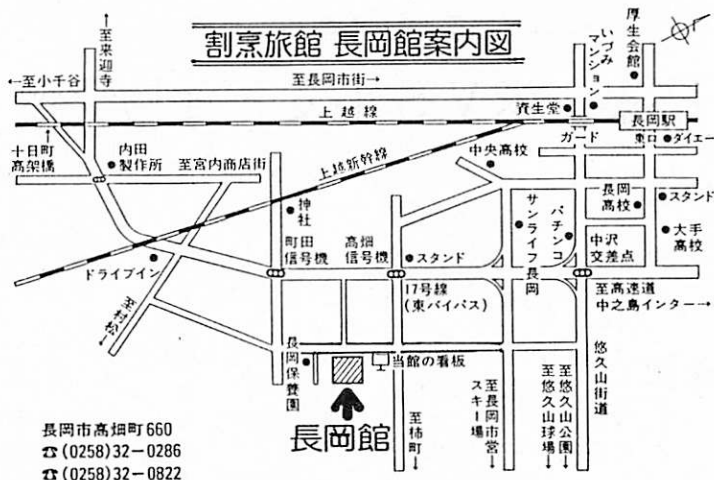 割烹旅館 長岡館案内図
↑至来迎寺
←至小千谷
至長岡市街→
厚生会館
いづみマンション
資生堂
上越線
長岡駅
ガード
東口
ダイエー
十日町
高架橋
内田
製作所
至宮内商店街
上越新幹線
中央高校
長岡
高校
スタンド
サンライフ長岡
パチンコ
大手
高校
神社
町田
信号機
高畑
信号機
スタンド
中沢
交差点
ドライブイン
17号線
(東バイパス)
至高速道
中之島インター→
至村松→
長岡保養園
当館の看板
悠久山街道
長岡館
至柿町→
至長岡市営
スキー場→
至悠久山球場→
至悠久山公園→
長岡市高畑町660
☎(0258)32-0286
☎(0258)32-0822